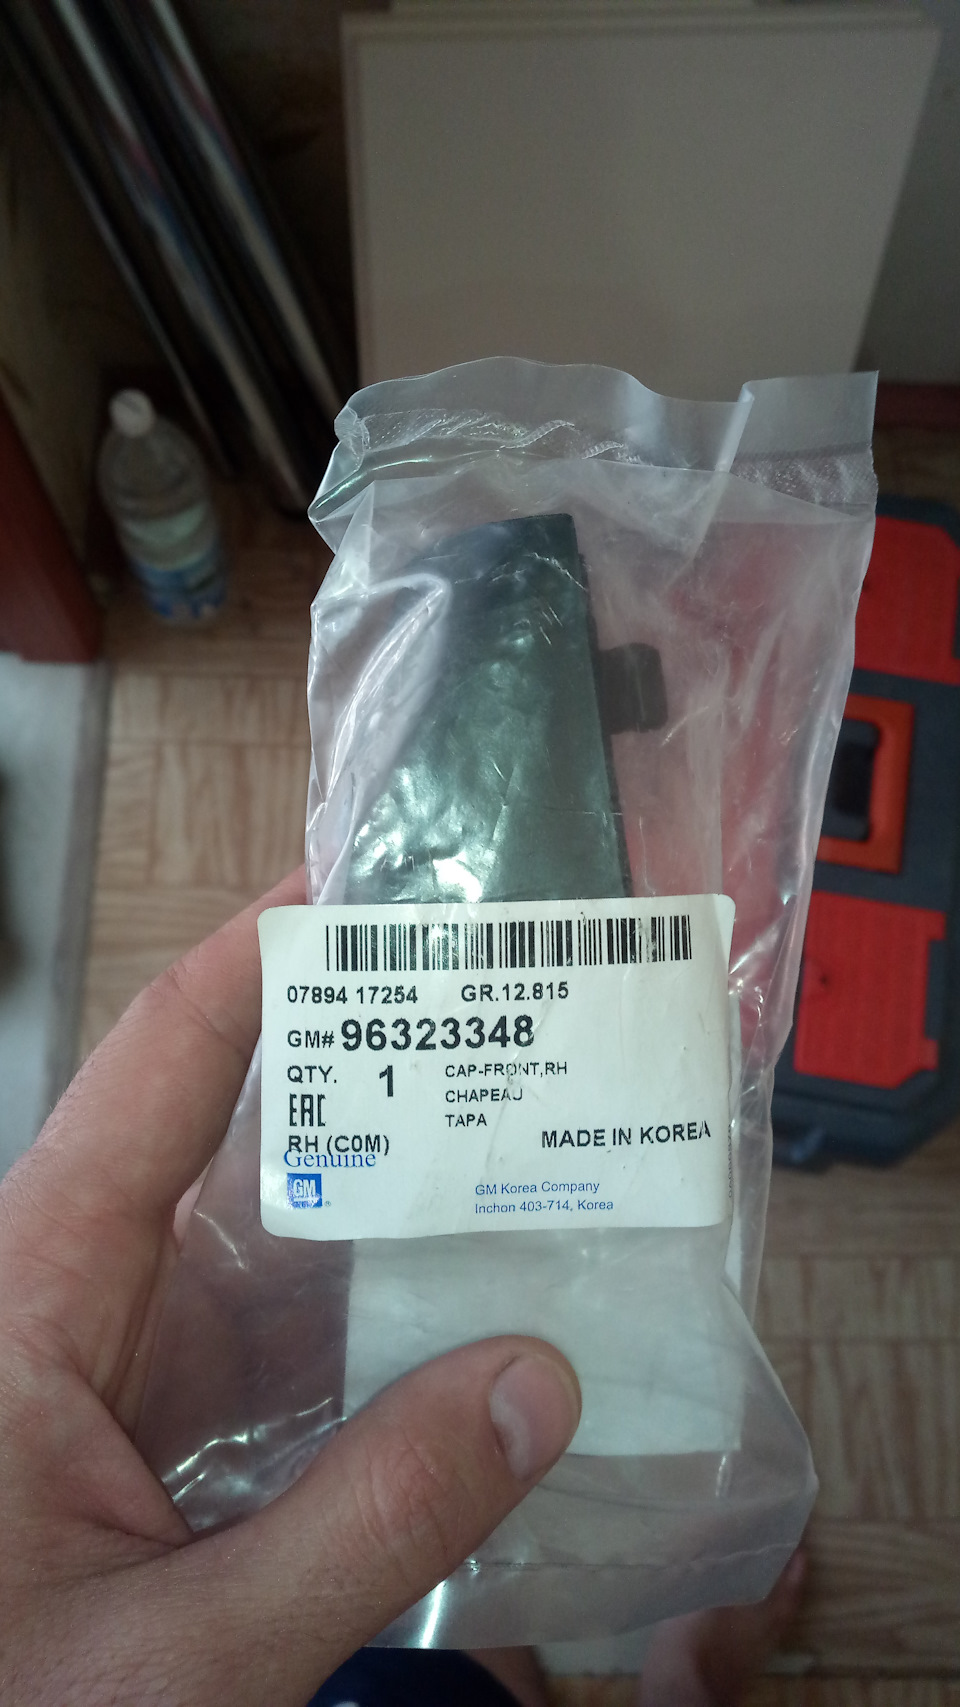 07894 17254 GR.12.815
GM# 96323348
QTY. 1 CAP-FRONT,RH
EAC CHAPEAU
TAPA
RH (C0M) MADE IN KOREA
Genuine
GM
GM Korea Company
Inchon 403-714, Korea